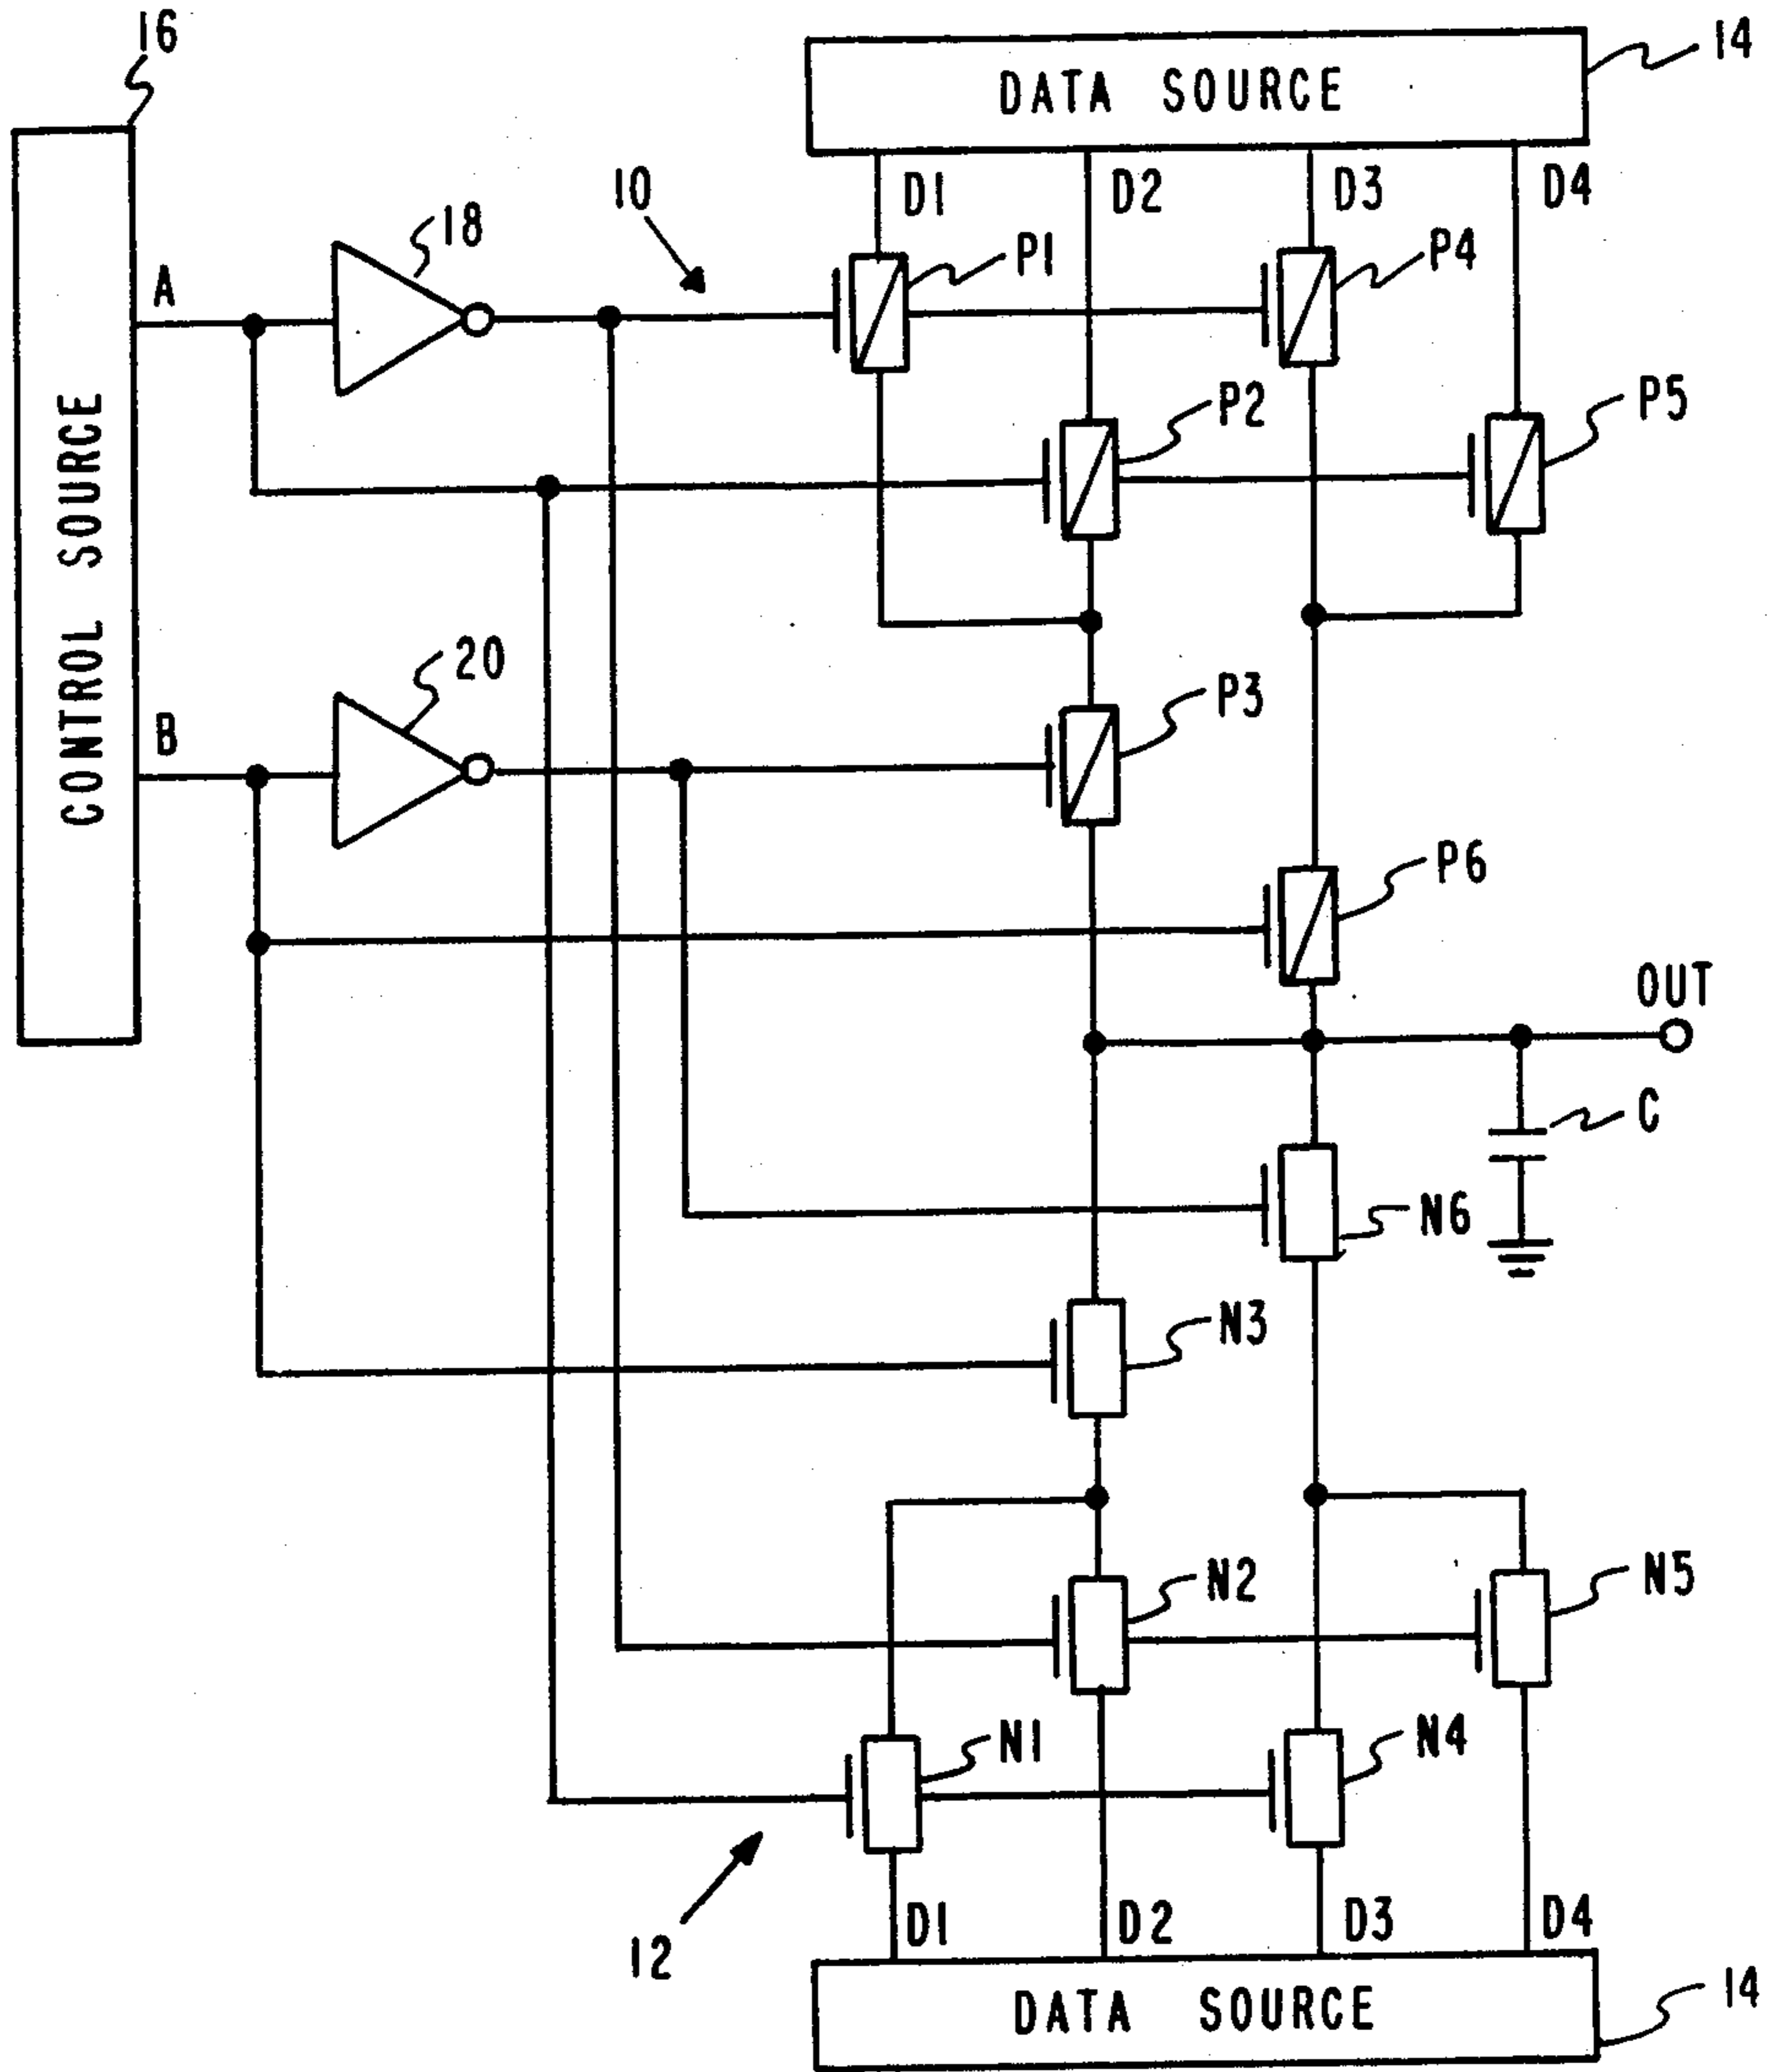 16
14
DATA SOURCE
D1
D2
D3
D4
10
18
P1
P4
A
P2
P5
CONTROL SOURCE
20
P3
B
P6
OUT
C
N6
N3
N2
N5
N1
N4
12
D1
D2
D3
D4
DATA SOURCE
14